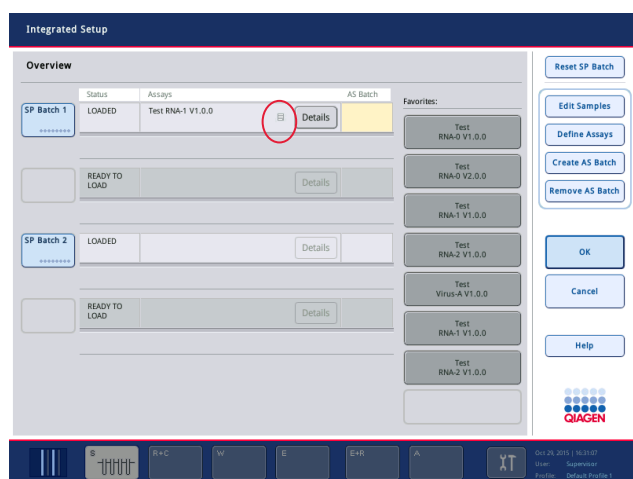 Integrated Setup
Overview
Status Assays AS Batch
SP Batch 1
LOADED
Test RNA-1 V1.0.0
Details
READY TO
LOAD
Details
SP Batch 2
LOADED
Details
READY TO
LOAD
Details
Favorites:
Test
RNA-0 V1.0.0
Test
RNA-0 V2.0.0
Test
RNA-1 V1.0.0
Test
RNA-2 V1.0.0
Test
Virus-A V1.0.0
Test
RNA-1 V1.0.0
Test
RNA-2 V1.0.0
Reset SP Batch
Edit Samples
Define Assays
Create AS Batch
Remove AS Batch
OK
Cancel
Help
QIAGEN
S
R+C
W
E
E+R
A
Oct 29, 2015 | 16:31:07
User: Supervisor
Profile Default Profile 1